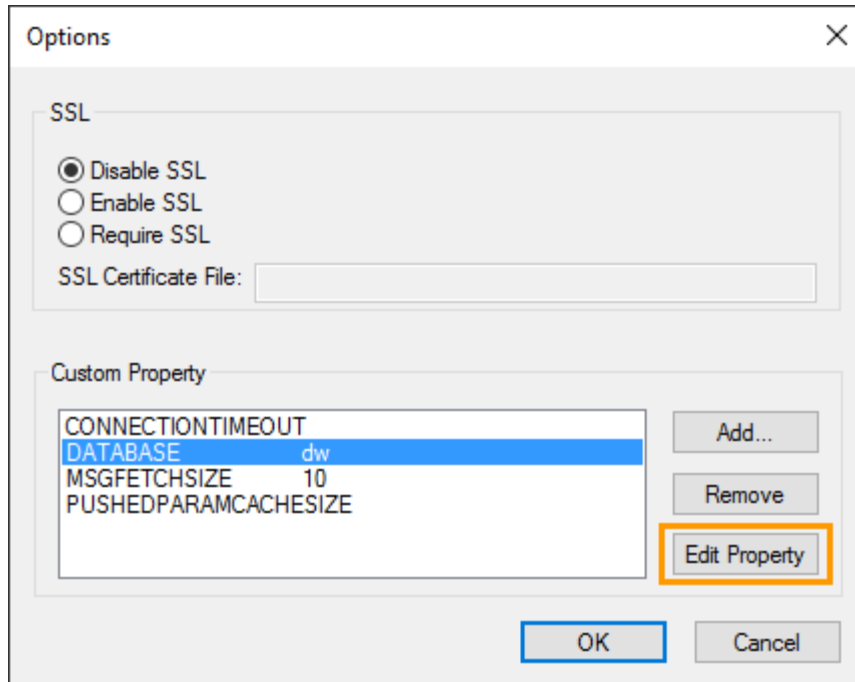 Options
SSL
Disable SSL
Enable SSL
Require SSL
SSL Certificate File:
Custom Property
CONNECTIONTIMEOUT
DATABASE dw
MSGFETCHSIZE 10
PUSHEDPARAMCACHESIZE
Add...
Remove
Edit Property
OK Cancel